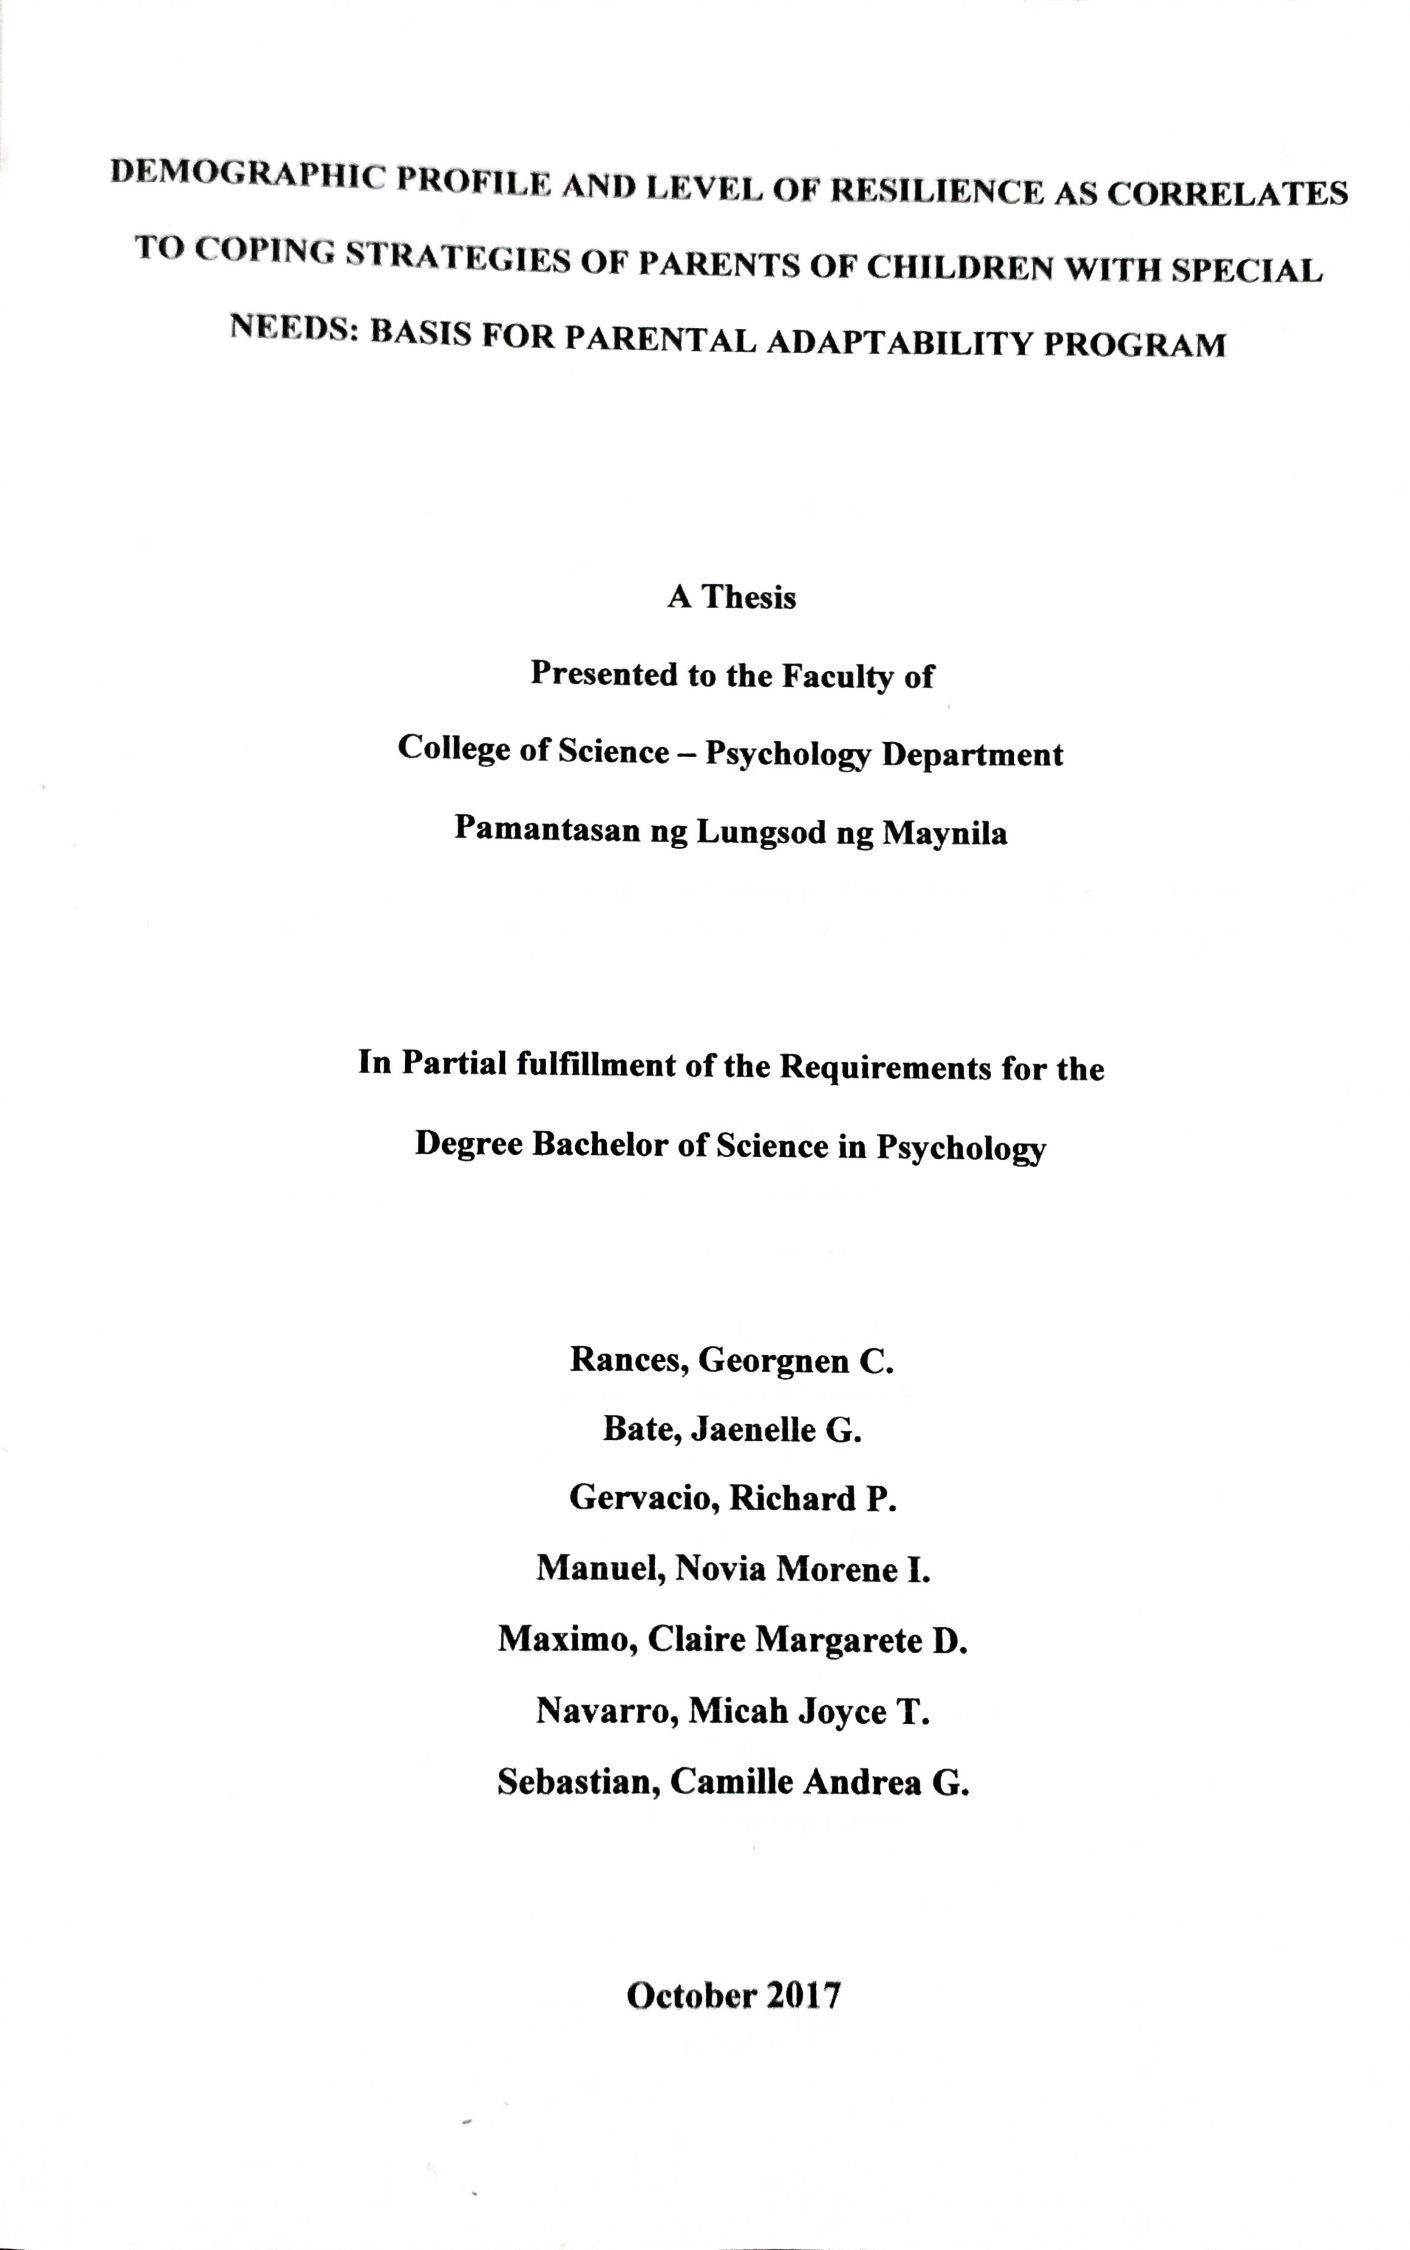 DEMOGRAPHIC PROFILE AND LEVEL OF RESILIENCE AS CORRELATES
TO COPING STRATEGIES OF PARENTS OF CHILDREN WITH SPECIAL
NEEDS: BASIS FOR PARENTAL ADAPTABILITY PROGRAM
A Thesis
Presented to the Faculty of
College of Science – Psychology Department
Pamantasan ng Lungsod ng Maynila
In Partial fulfillment of the Requirements for the
Degree Bachelor of Science in Psychology
Rances, Georgnen C.
Bate, Jaenelle G.
Gervacio, Richard P.
Manuel, Novia Morene I.
Maximo, Claire Margarete D.
Navarro, Micah Joyce T.
Sebastian, Camille Andrea G.
October 2017